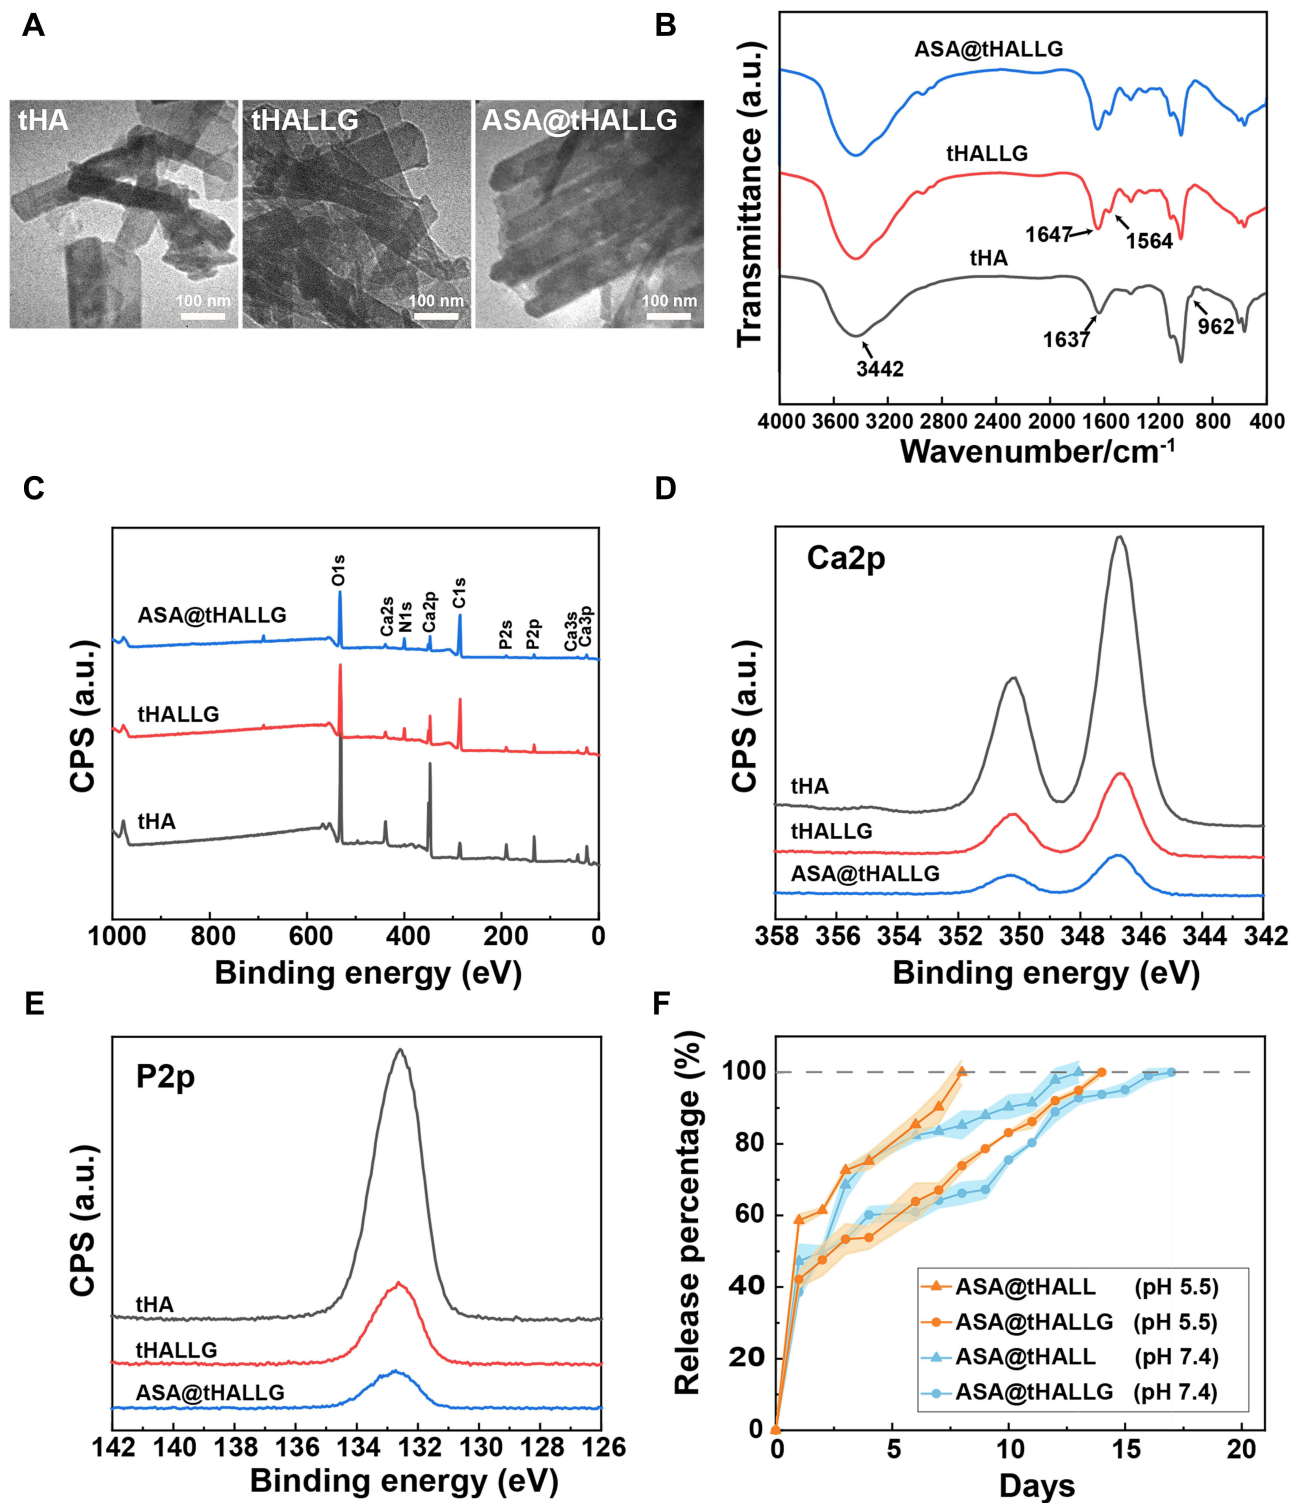 A
tHA
tHALLG
ASA@tHALLG
100 nm
100 nm
100 nm
B
Transmittance (a.u.)
ASA@tHALLG
tHALLG
1647
1564
tHA
1637
962
3442
4000 3600 3200 2800 2400 2000 1600 1200 800 400
Wavenumber/cm⁻¹
C
CPS (a.u.)
O1s
Ca2s
N1s
Ca2p
C1s
P2s
P2p
Ca3s
Ca3p
ASA@tHALLG
tHALLG
tHA
1000 800 600 400 200 0
Binding energy (eV)
D
Ca2p
CPS (a.u.)
tHA
tHALLG
ASA@tHALLG
358 356 354 352 350 348 346 344 342
Binding energy (eV)
E
P2p
CPS (a.u.)
tHA
tHALLG
ASA@tHALLG
142 140 138 136 134 132 130 128 126
Binding energy (eV)
F
Release percentage (%)
100
80
60
40
20
0
ASA@tHALL (pH 5.5)
ASA@tHALLG (pH 5.5)
ASA@tHALL (pH 7.4)
ASA@tHALLG (pH 7.4)
0 5 10 15 20
Days